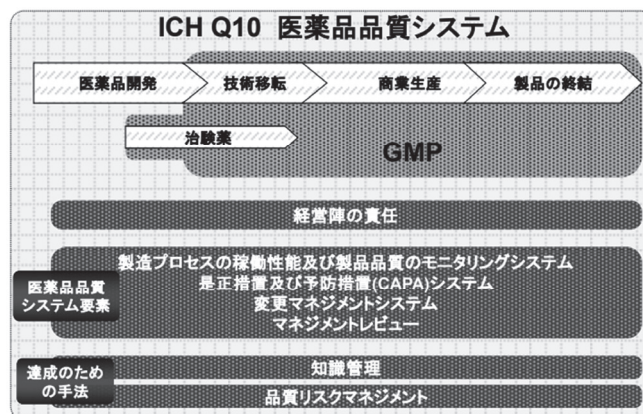 ICH Q10 医薬品品質システム
医薬品開発
技術移転
商業生産
製品の終結
治験薬
GMP
経営陣の責任
製造プロセスの稼働性能及び製品品質のモニタリングシステム
是正措置及び予防措置(CAPA)システム
変更マネジメントシステム
マネジメントレビュー
医薬品品質
システム要素
知識管理
品質リスクマネジメント
達成のため
の手法